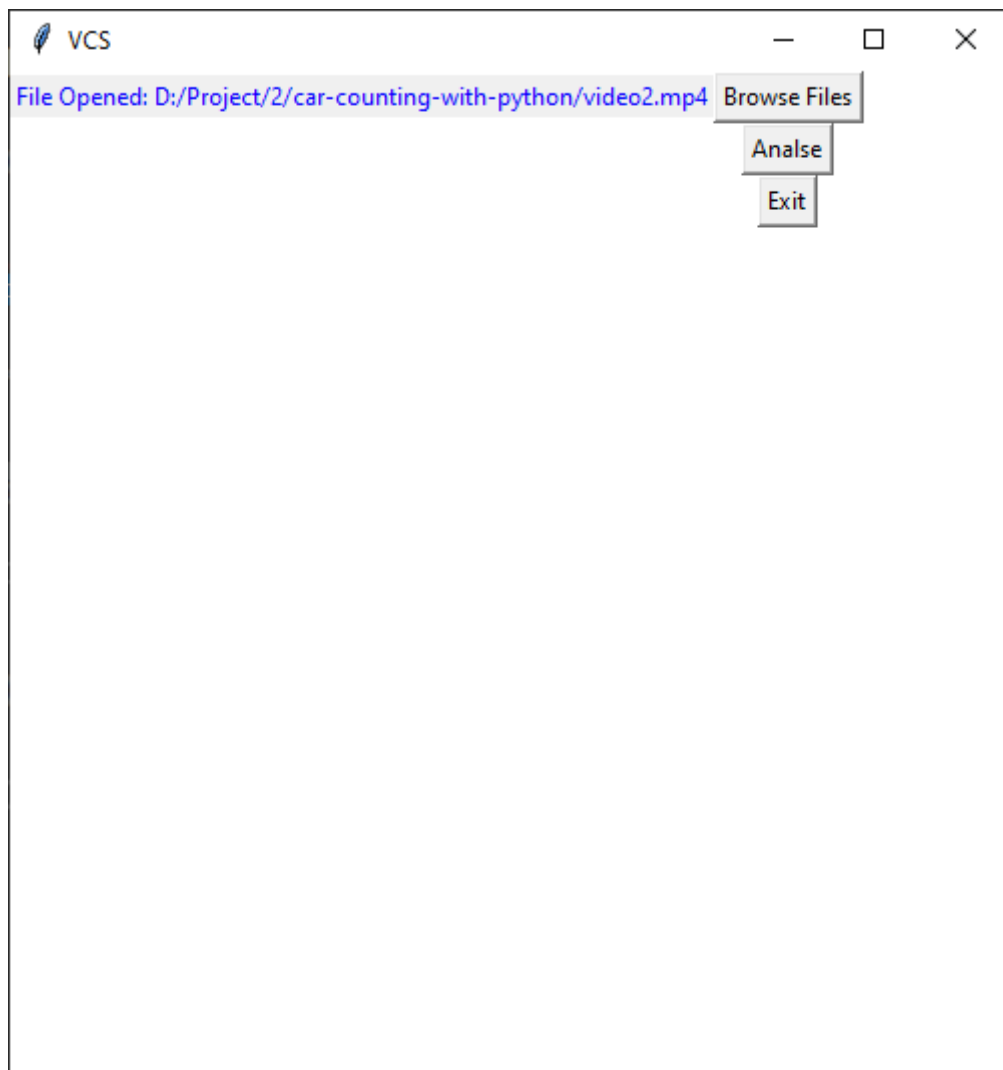 VCS
File Opened: D:/Project/2/car-counting-with-python/video2.mp4 Browse Files
Analse
Exit